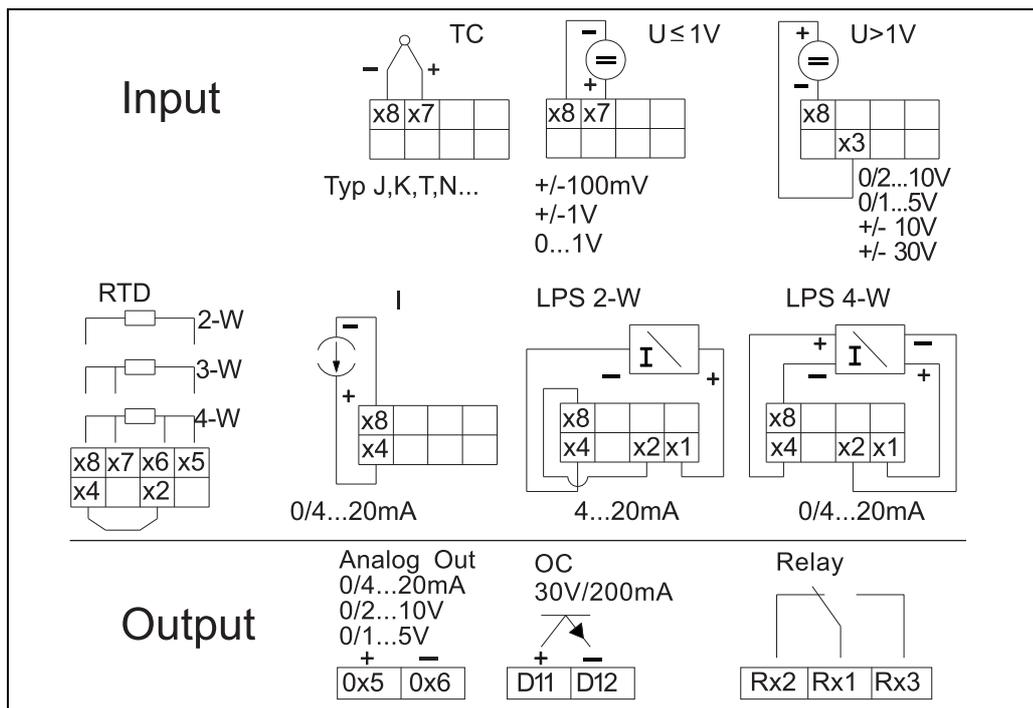 Input
TC
− +
x8 x7
Typ J,K,T,N...
U ≤ 1V
−
+
x8 x7
+/-100mV
+/-1V
0...1V
U>1V
+
−
x8
x3
0/2...10V
0/1...5V
+/- 10V
+/- 30V
RTD
2-W
3-W
4-W
x8 x7 x6 x5
x4 x2
I
−
+
x8
x4
0/4...20mA
LPS 2-W
I
− +
x8
x4 x2 x1
4...20mA
LPS 4-W
+ I −
− +
x8
x4 x2 x1
0/4...20mA
Output
Analog Out
0/4...20mA
0/2...10V
0/1...5V
+ −
0x5 0x6
OC
30V/200mA
+ −
D11 D12
Relay
Rx2 Rx1 Rx3